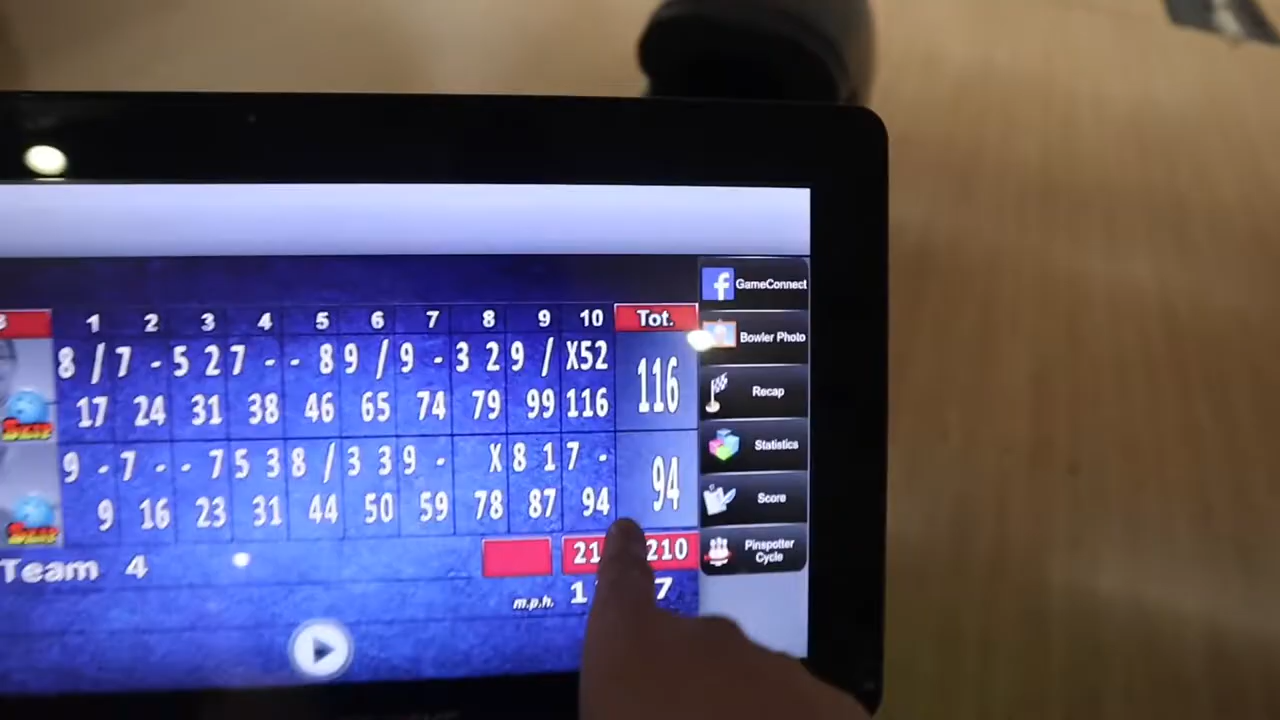 1 2 3 4 5 6 7 8 9 10 Tot.
8 / 7 - 5 2 7 - - 8 9 / 9 - 3 2 9 / X52
17 24 31 38 46 65 74 79 99 116 116
9 - 7 - - 7 5 3 8 / 3 3 9 - X 8 1 7 -
9 16 23 31 44 50 59 78 87 94 94
Team 4 210
m.p.h.
GameConnect
Bowler Photo
Recap
Statistics
Score
Pinspotter
Cycle